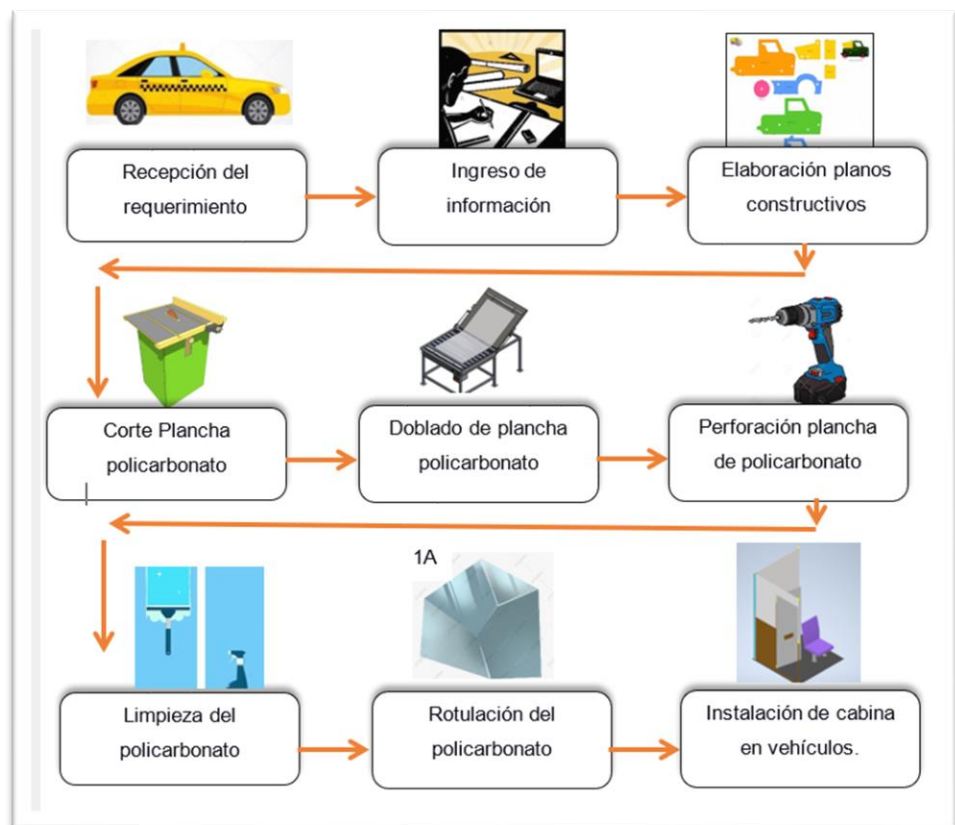 Recepción del
requerimiento
Ingreso de
información
Elaboración planos
constructivos
Corte Plancha
policarbonato
Doblado de plancha
policarbonato
Perforación plancha
de policarbonato
Limpieza del
policarbonato
1A
Rotulación del
policarbonato
Instalación de cabina
en vehículos.